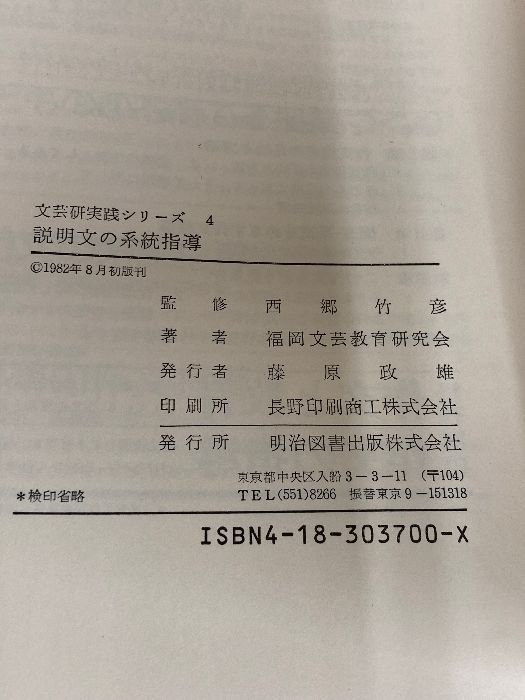 文芸研実践シリーズ 4
説明文の系統指導
©1982年8月初版刊
監修 西郷竹彦
著者 福岡文芸教育研究会
発行者 藤原政雄
印刷所 長野印刷商工株式会社
発行所 明治図書出版株式会社
東京都中央区入船3-3-11 (〒104)
*検印省略 TEL(551)8266 振替東京9-151318
ISBN4-18-303700-X